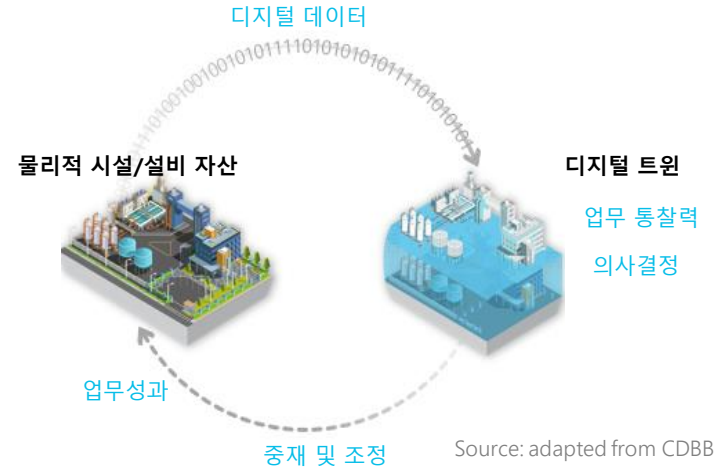 디지털 데이터
물리적 시설/설비 자산
디지털 트윈
업무 통찰력
의사결정
업무성과
중재 및 조정
Source: adapted from CDBB